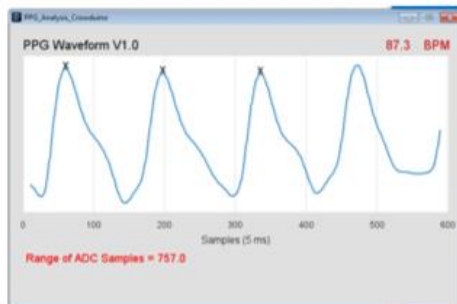 PPG_Analysis_Crowduino
PPG Waveform V1.0
87.3 BPM
0 100 200 300 400 500 600
Samples (5 ms)
Range of ADC Samples = 757.0